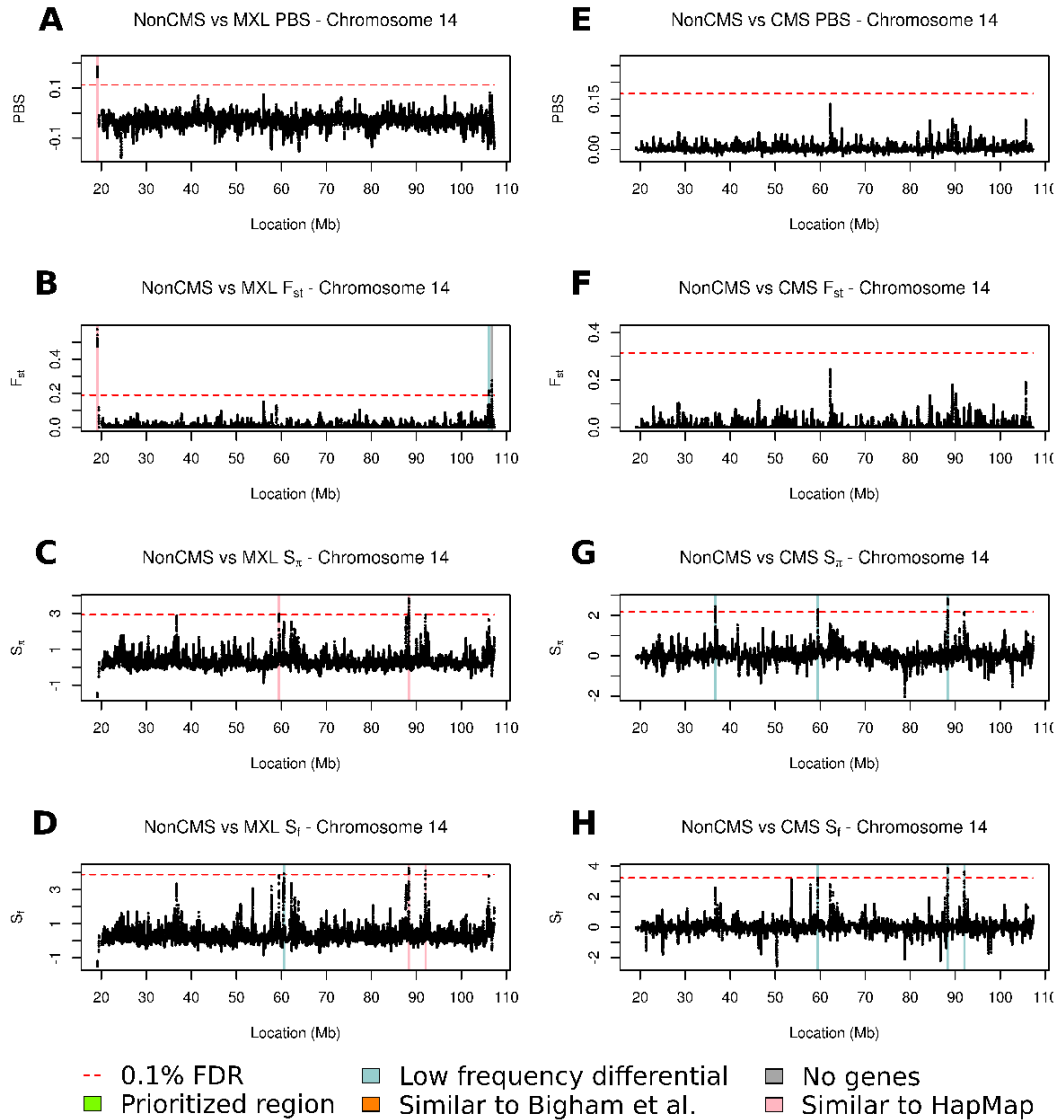 A
NonCMS vs MXL PBS - Chromosome 14
PBS
0.1
-0.1
20 30 40 50 60 70 80 90 100 110
Location (Mb)
E
NonCMS vs CMS PBS - Chromosome 14
PBS
0.15
0.00
20 30 40 50 60 70 80 90 100 110
Location (Mb)
B
NonCMS vs MXL Fst - Chromosome 14
Fst
0.4
0.2
0.0
20 30 40 50 60 70 80 90 100 110
Location (Mb)
F
NonCMS vs CMS Fst - Chromosome 14
Fst
0.4
0.2
0.0
20 30 40 50 60 70 80 90 100 110
Location (Mb)
C
NonCMS vs MXL Sπ - Chromosome 14
Sπ
3
1
-1
20 30 40 50 60 70 80 90 100 110
Location (Mb)
G
NonCMS vs CMS Sπ - Chromosome 14
Sπ
2
0
-2
20 30 40 50 60 70 80 90 100 110
Location (Mb)
D
NonCMS vs MXL Sf - Chromosome 14
Sf
3
1
-1
20 30 40 50 60 70 80 90 100 110
Location (Mb)
H
NonCMS vs CMS Sf - Chromosome 14
Sf
4
2
0
-2
20 30 40 50 60 70 80 90 100 110
Location (Mb)
0.1% FDR
Low frequency differential
No genes
Prioritized region
Similar to Bigham et al.
Similar to HapMap